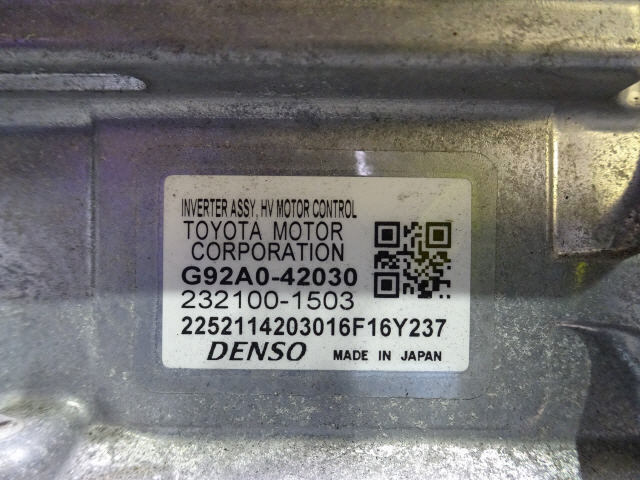 INVERTER ASSY, HV MOTOR CONTROL
TOYOTA MOTOR
CORPORATION
G92A0-42030
232100-1503
2252114203016F16Y237
DENSO MADE IN JAPAN